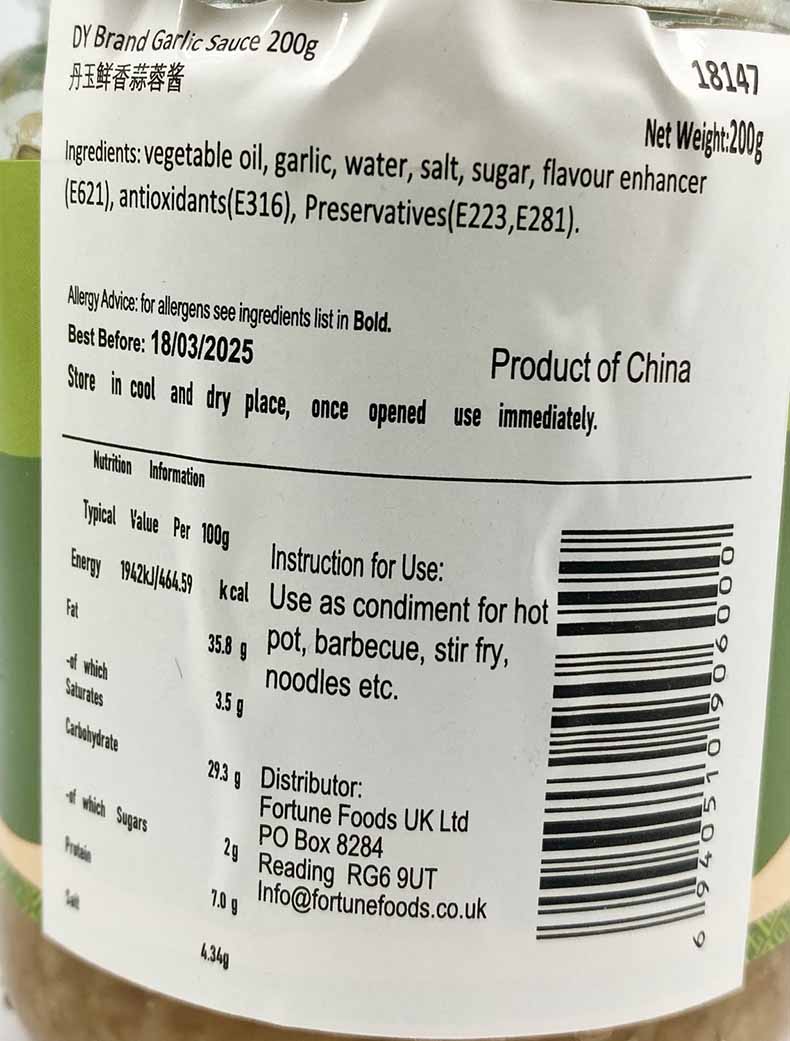 DY Brand Garlic Sauce 200g
丹玉鲜香蒜蓉酱
18147
Net Weight:200g
Ingredients: vegetable oil, garlic, water, salt, sugar, flavour enhancer
(E621), antioxidants(E316), Preservatives(E223,E281).
Allergy Advice: for allergens see ingredients list in Bold.
Best Before: 18/03/2025
Product of China
Store in cool and dry place, once opened use immediately.
Nutrition Information
Typical Value Per 100g
Energy 1942kJ/464.59 kcal
Fat
35.8 g
-of which
Saturates
3.5 g
Carbohydrate
29.3 g
-of which Sugars
2g
Protein
7.0 g
Salt
4.34g
Instruction for Use:
Use as condiment for hot
pot, barbecue, stir fry,
noodles etc.
Distributor:
Fortune Foods UK Ltd
PO Box 8284
Reading RG6 9UT
Info@fortunefoods.co.uk
6940510906000